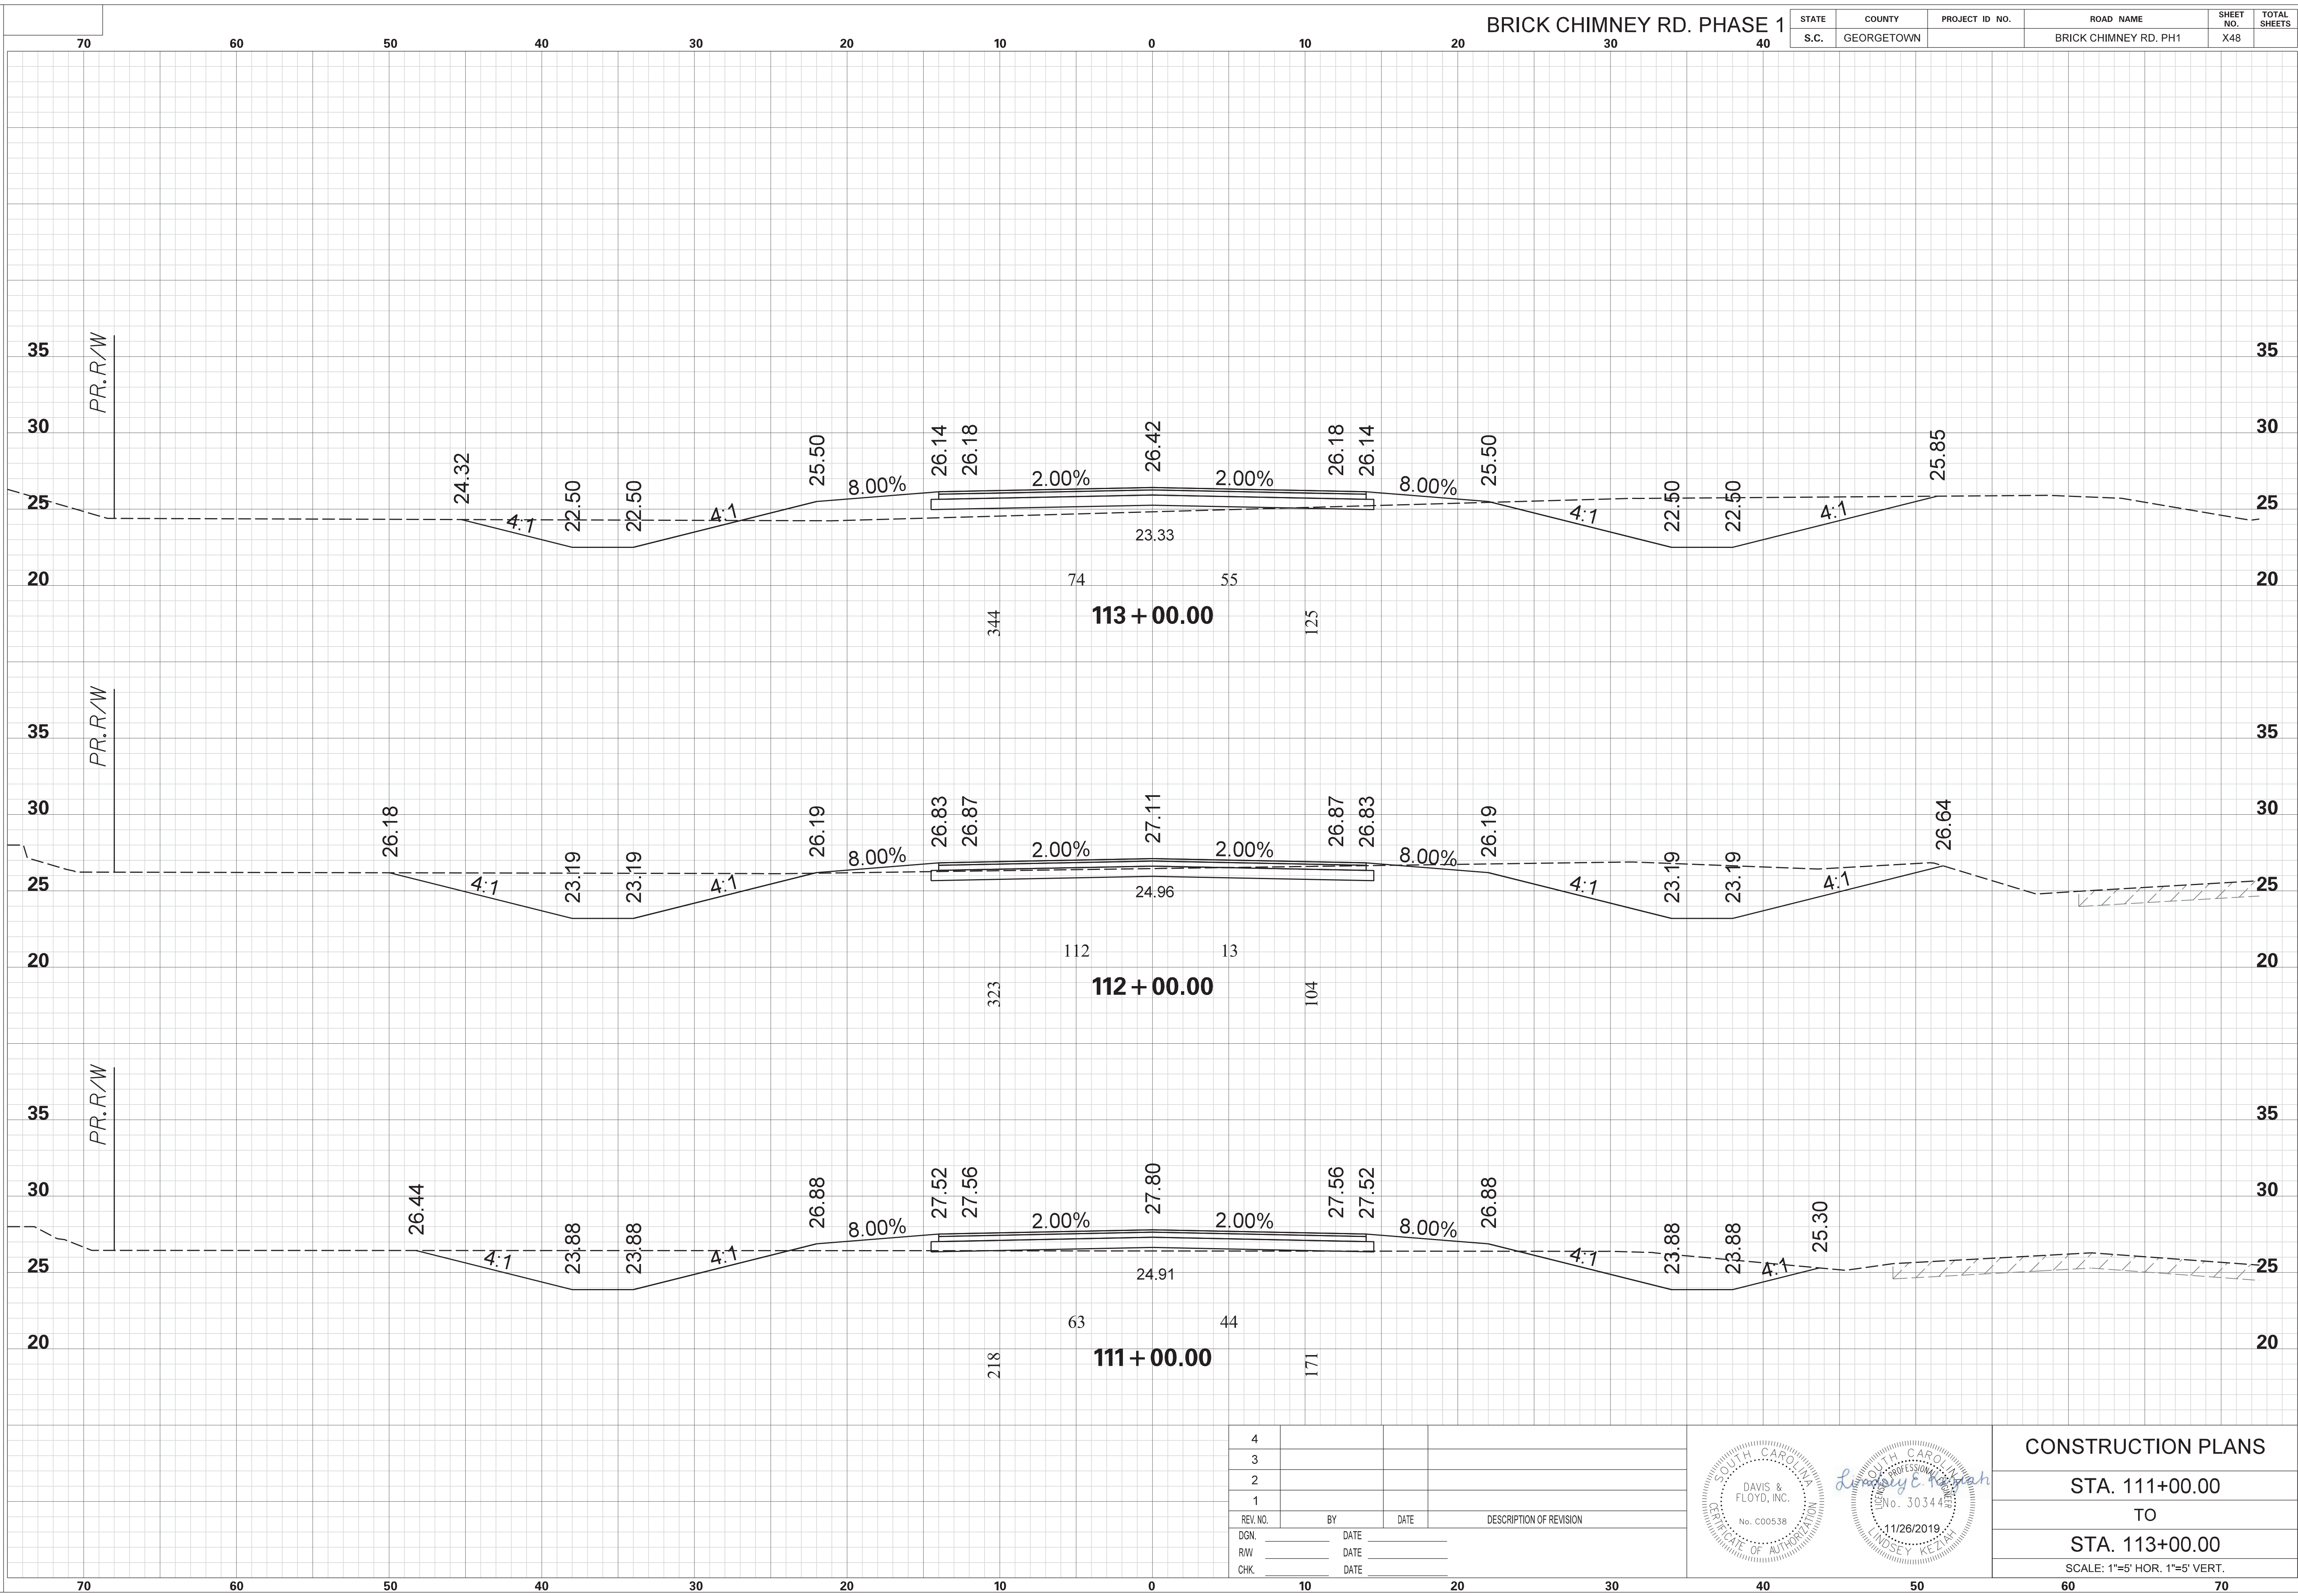 BRICK CHIMNEY RD. PHASE 1
STATE COUNTY PROJECT ID NO. ROAD NAME SHEET NO. TOTAL SHEETS
S.C. GEORGETOWN BRICK CHIMNEY RD. PH1 X48
70 60 50 40 30 20 10 0 10 20 30 40
PR.R/W
35 35
30 30
25 25
20 20
24.32 22.50 22.50 25.50 26.14 26.18 26.42 26.18 26.14 25.50 22.50 22.50 25.85
4:1 4:1 8.00% 2.00% 2.00% 8.00% 4:1 4:1
23.33
74 55
344 113+00.00 125
PR.R/W
35 35
30 30
25 25
20 20
26.18 23.19 23.19 26.19 26.83 26.87 27.11 26.87 26.83 26.19 23.19 23.19 26.64
4:1 4:1 8.00% 2.00% 2.00% 8.00% 4:1 4:1
24.96
112 13
323 112+00.00 104
PR.R/W
35 35
30 30
25 25
20 20
26.44 23.88 23.88 26.88 27.52 27.56 27.80 27.56 27.52 26.88 23.88 23.88 25.30
4:1 4:1 8.00% 2.00% 2.00% 8.00% 4:1 4:1
24.91
63 44
218 111+00.00 171
4
3
2
1
REV. NO. BY DATE DESCRIPTION OF REVISION
DGN. DATE
R/W DATE
CHK. DATE
SOUTH CAROLINA
DAVIS &
FLOYD, INC.
No. C00538
CERTIFICATE OF AUTHORIZATION
SOUTH CAROLINA
LICENSED PROFESSIONAL ENGINEER
Lindsey E. Keziah
No. 30344
11/26/2019
LINDSEY KEZIAH
CONSTRUCTION PLANS
STA. 111+00.00
TO
STA. 113+00.00
SCALE: 1"=5' HOR. 1"=5' VERT.
70 60 50 40 30 20 10 0 10 20 30 40 50 60 70